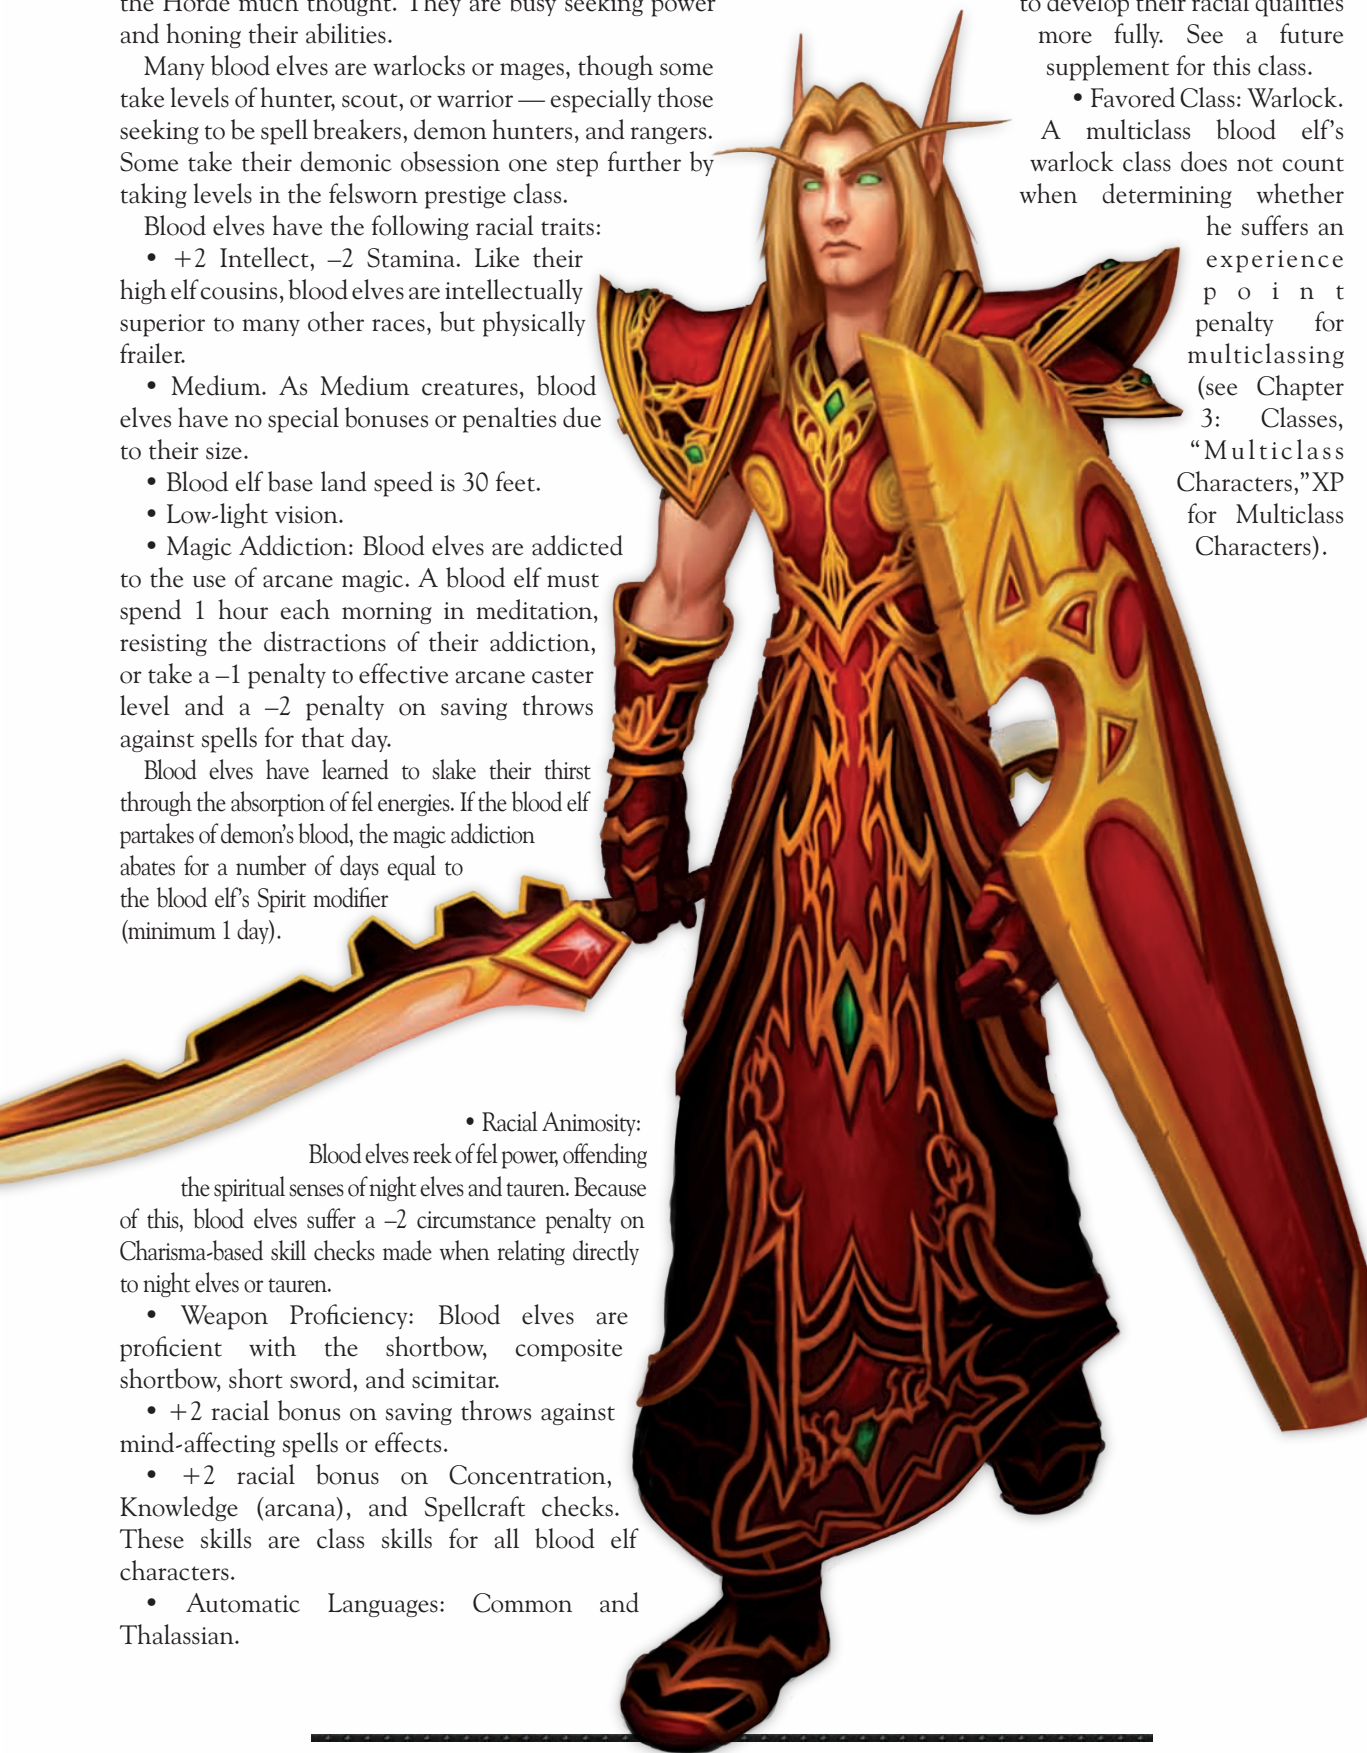 the Horde much thought. They are busy seeking power
and honing their abilities.
Many blood elves are warlocks or mages, though some
take levels of hunter, scout, or warrior — especially those
seeking to be spell breakers, demon hunters, and rangers.
Some take their demonic obsession one step further by
taking levels in the felsworn prestige class.
Blood elves have the following racial traits:
• +2 Intellect, –2 Stamina. Like their
high elf cousins, blood elves are intellectually
superior to many other races, but physically
frailer.
• Medium. As Medium creatures, blood
elves have no special bonuses or penalties due
to their size.
• Blood elf base land speed is 30 feet.
• Low-light vision.
• Magic Addiction: Blood elves are addicted
to the use of arcane magic. A blood elf must
spend 1 hour each morning in meditation,
resisting the distractions of their addiction,
or take a –1 penalty to effective arcane caster
level and a –2 penalty on saving throws
against spells for that day.
Blood elves have learned to slake their thirst
through the absorption of fel energies. If the blood elf
partakes of demon's blood, the magic addiction
abates for a number of days equal to
the blood elf's Spirit modifier
(minimum 1 day).
• Racial Animosity:
Blood elves reek of fel power, offending
the spiritual senses of night elves and tauren. Because
of this, blood elves suffer a –2 circumstance penalty on
Charisma-based skill checks made when relating directly
to night elves or tauren.
• Weapon Proficiency: Blood elves are
proficient with the shortbow, composite
shortbow, short sword, and scimitar.
• +2 racial bonus on saving throws against
mind-affecting spells or effects.
• +2 racial bonus on Concentration,
Knowledge (arcana), and Spellcraft checks.
These skills are class skills for all blood elf
characters.
• Automatic Languages: Common and
Thalassian.
to develop their racial qualities
more fully. See a future
supplement for this class.
• Favored Class: Warlock.
A multiclass blood elf's
warlock class does not count
when determining whether
he suffers an
experience
point
penalty for
multiclassing
(see Chapter
3: Classes,
“Multiclass
Characters,” XP
for Multiclass
Characters).